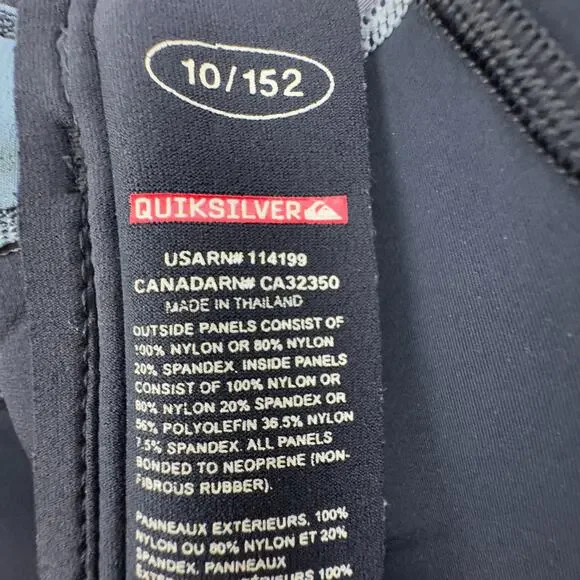 10/152
QUIKSILVER
USARN# 114199
CANADARN# CA32350
MADE IN THAILAND
OUTSIDE PANELS CONSIST OF
100% NYLON OR 80% NYLON
20% SPANDEX. INSIDE PANELS
CONSIST OF 100% NYLON OR
80% NYLON 20% SPANDEX OR
56% POLYOLEFIN 36.5% NYLON
7.5% SPANDEX. ALL PANELS
BONDED TO NEOPRENE (NON-
FIBROUS RUBBER).
PANNEAUX EXTÉRIEURS, 100%
NYLON OU 80% NYLON ET 20%
SPANDEX, PANNEAUX
100%